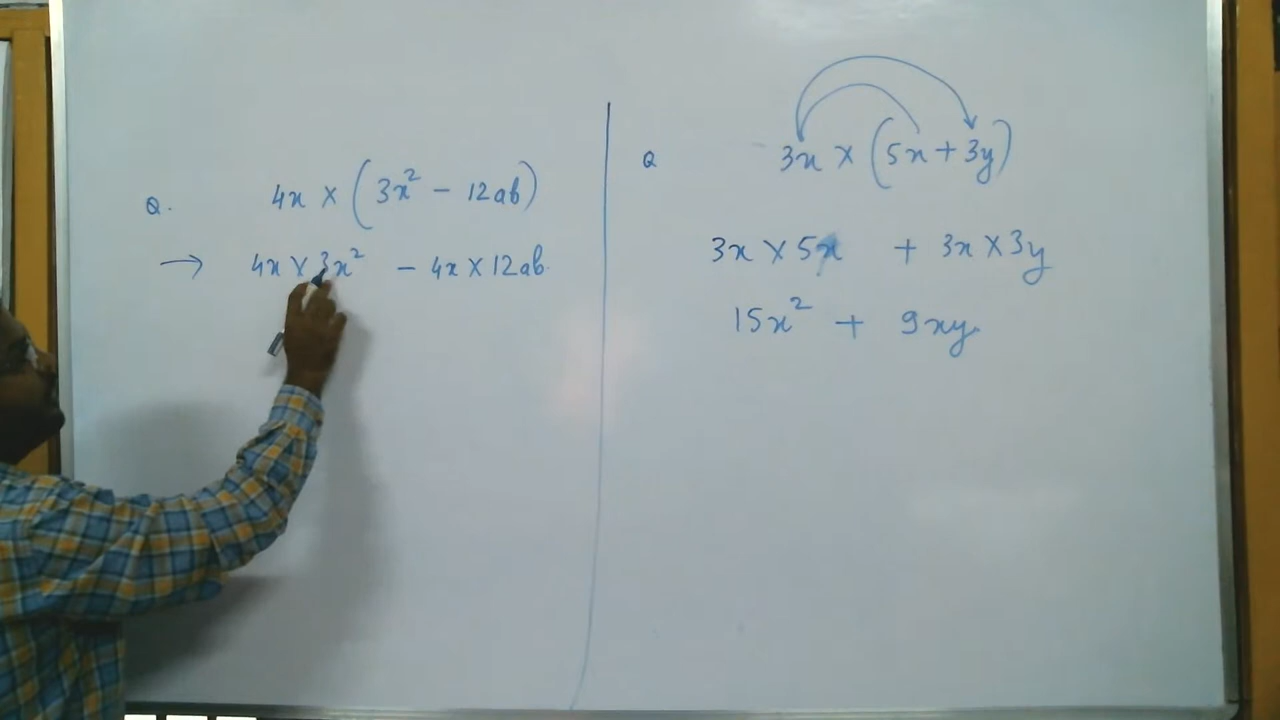 Q. 4x × (3x² - 12ab)
→ 4x × 3x² - 4x × 12ab.
Q 3x × (5x + 3y)
3x × 5x + 3x × 3y
15x² + 9xy.